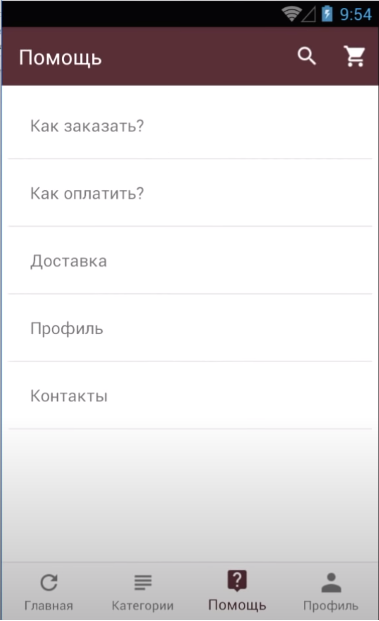 9:54
Помощь
Как заказать?
Как оплатить?
Доставка
Профиль
Контакты
Главная Категории Помощь Профиль